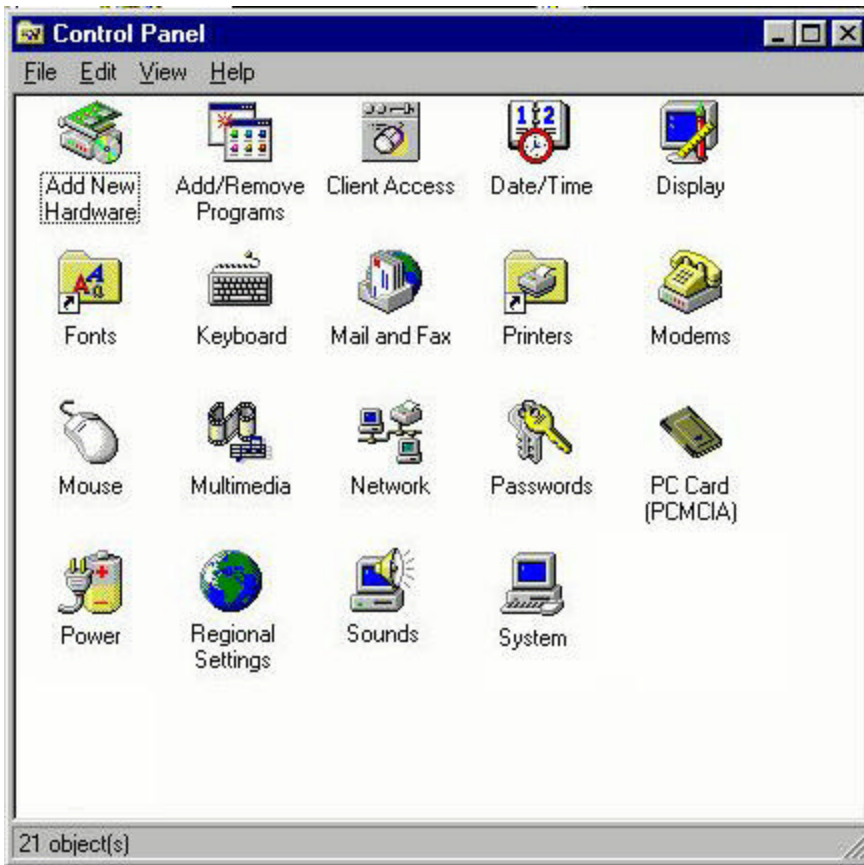 Control Panel
File Edit View Help
Add New Hardware
Add/Remove Programs
Client Access
Date/Time
Display
Fonts
Keyboard
Mail and Fax
Printers
Modems
Mouse
Multimedia
Network
Passwords
PC Card (PCMCIA)
Power
Regional Settings
Sounds
System
21 object(s)